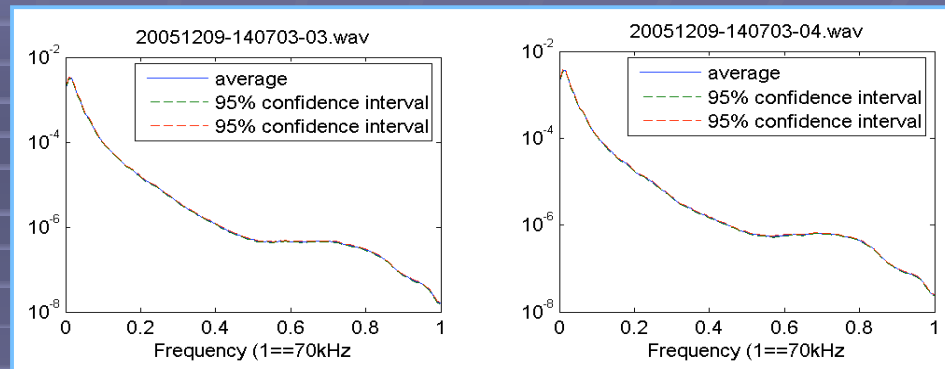 20051209-140703-03.wav
10^-2
average
95% confidence interval
95% confidence interval
10^-4
10^-6
10^-8
0 0.2 0.4 0.6 0.8 1
Frequency (1==70kHz
20051209-140703-04.wav
10^-2
average
95% confidence interval
95% confidence interval
10^-4
10^-6
10^-8
0 0.2 0.4 0.6 0.8 1
Frequency (1==70kHz